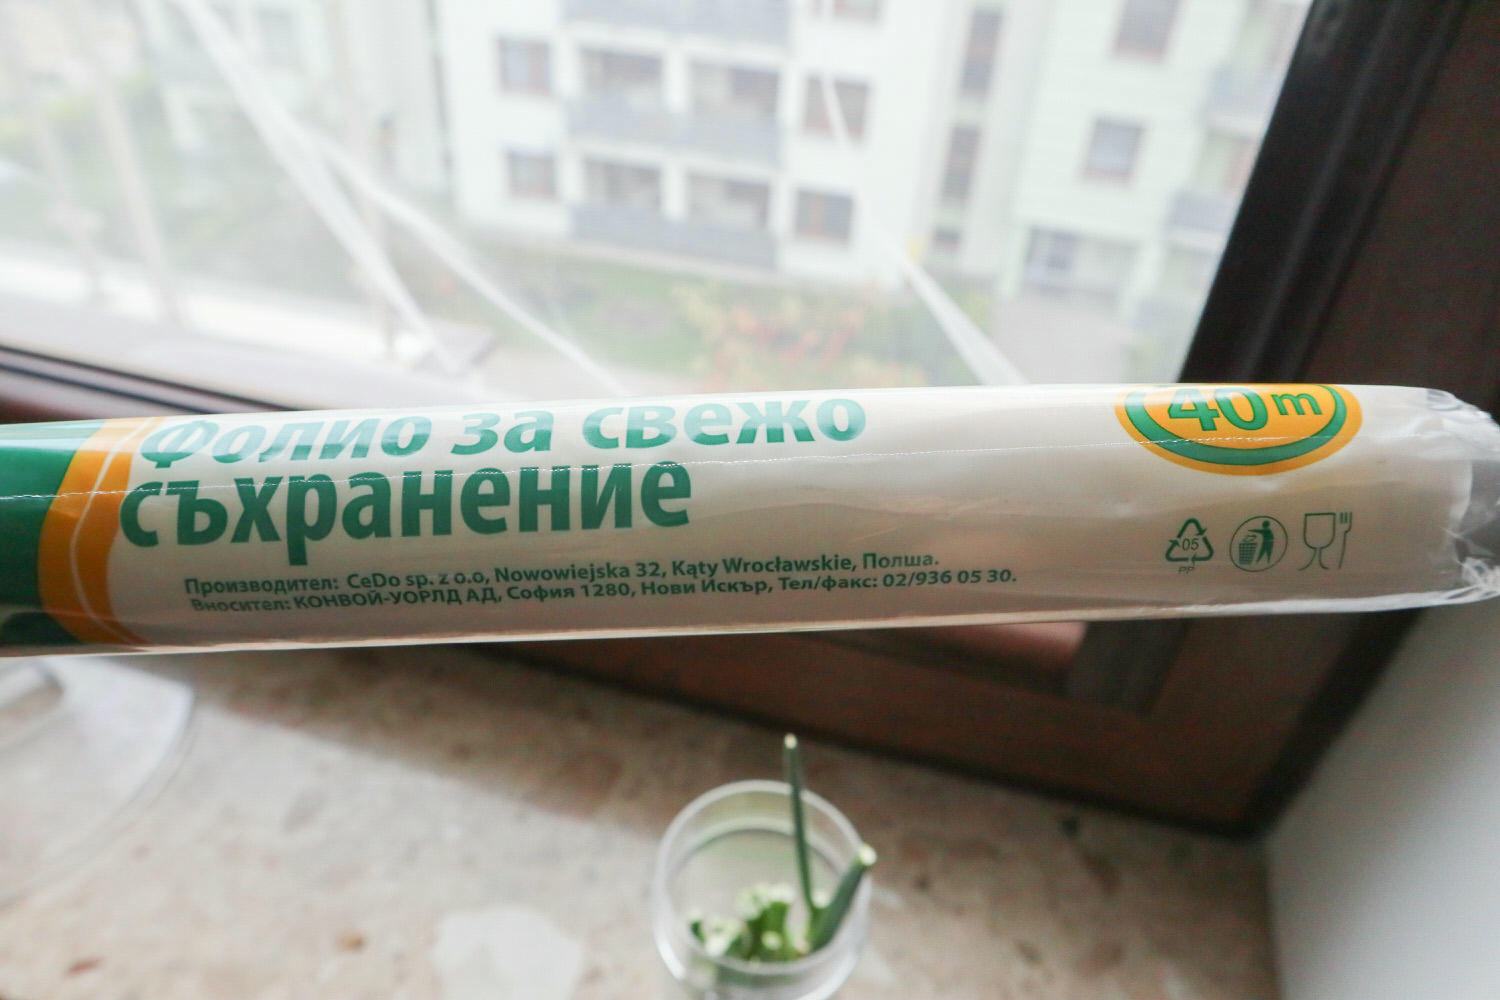 Фолио за свежо
съхранение
40 m
05
PP
Производител: CeDo sp. z o.o, Nowowiejska 32, Kąty Wrocławskie, Полша.
Вносител: КОНВОЙ-УОРЛД АД, София 1280, Нови Искър, Тел/факс: 02/936 05 30.